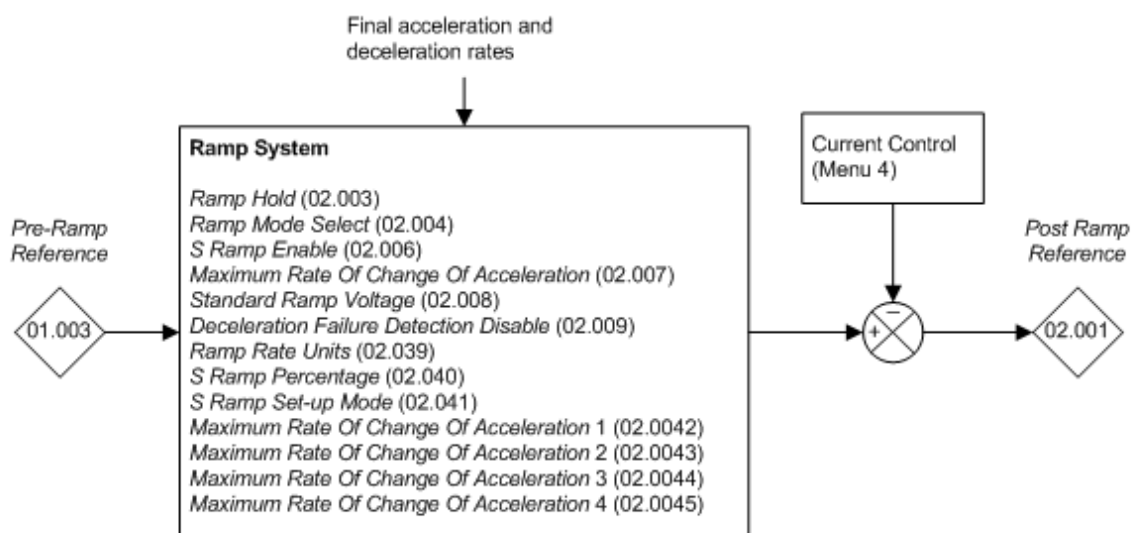 Final acceleration and
deceleration rates
Ramp System
Ramp Hold (02.003)
Ramp Mode Select (02.004)
S Ramp Enable (02.006)
Maximum Rate Of Change Of Acceleration (02.007)
Standard Ramp Voltage (02.008)
Deceleration Failure Detection Disable (02.009)
Ramp Rate Units (02.039)
S Ramp Percentage (02.040)
S Ramp Set-up Mode (02.041)
Maximum Rate Of Change Of Acceleration 1 (02.0042)
Maximum Rate Of Change Of Acceleration 2 (02.0043)
Maximum Rate Of Change Of Acceleration 3 (02.0044)
Maximum Rate Of Change Of Acceleration 4 (02.0045)
Pre-Ramp
Reference
01.003
Current Control
(Menu 4)
+
−
Post Ramp
Reference
02.001